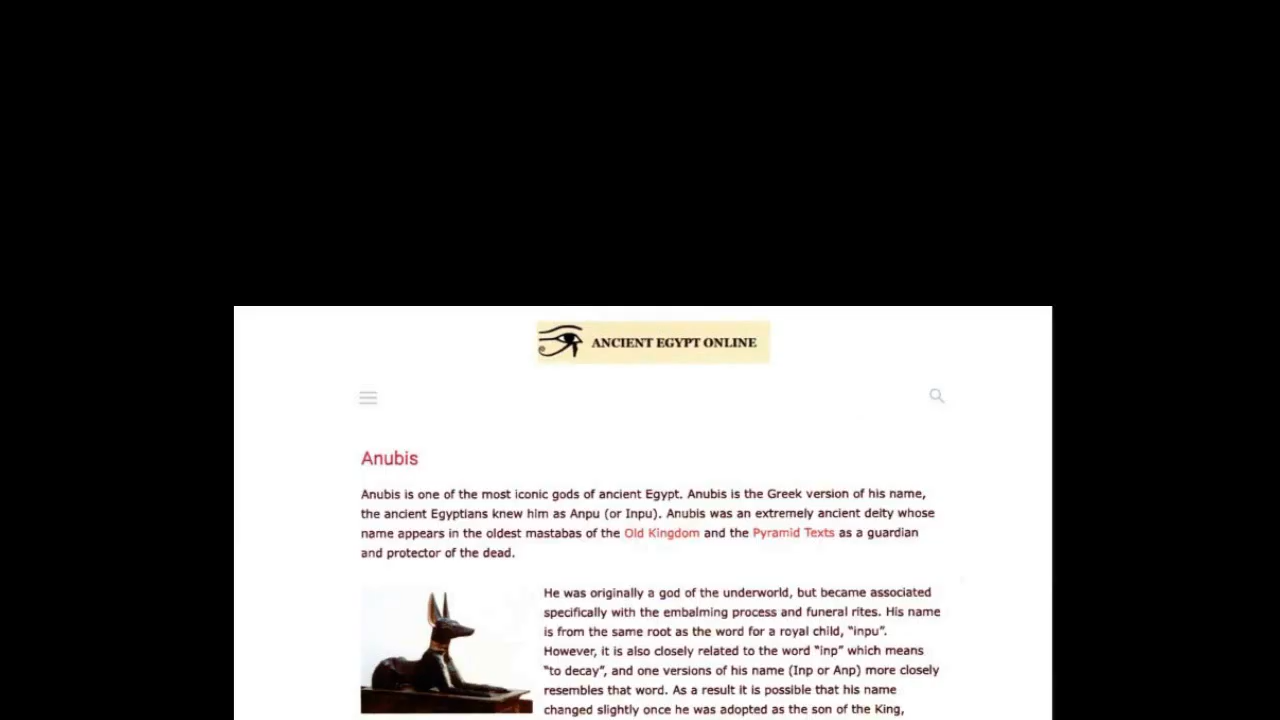 ANCIENT EGYPT ONLINE
Anubis
Anubis is one of the most iconic gods of ancient Egypt. Anubis is the Greek version of his name,
the ancient Egyptians knew him as Anpu (or Inpu). Anubis was an extremely ancient deity whose
name appears in the oldest mastabas of the Old Kingdom and the Pyramid Texts as a guardian
and protector of the dead.
He was originally a god of the underworld, but became associated
specifically with the embalming process and funeral rites. His name
is from the same root as the word for a royal child, “inpu”.
However, it is also closely related to the word “inp” which means
“to decay”, and one versions of his name (Inp or Anp) more closely
resembles that word. As a result it is possible that his name
changed slightly once he was adopted as the son of the King,